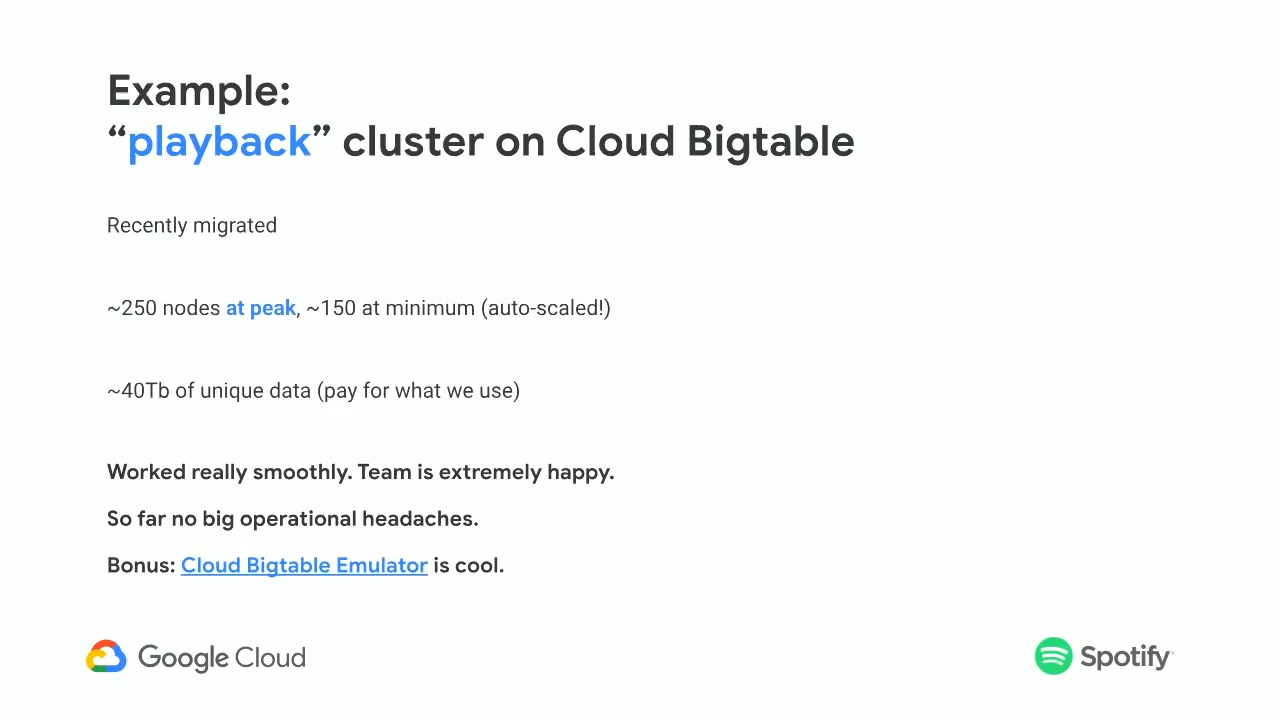 Example:
“playback” cluster on Cloud Bigtable
Recently migrated
~250 nodes at peak, ~150 at minimum (auto-scaled!)
~40Tb of unique data (pay for what we use)
Worked really smoothly. Team is extremely happy.
So far no big operational headaches.
Bonus: Cloud Bigtable Emulator is cool.
Google Cloud
Spotify